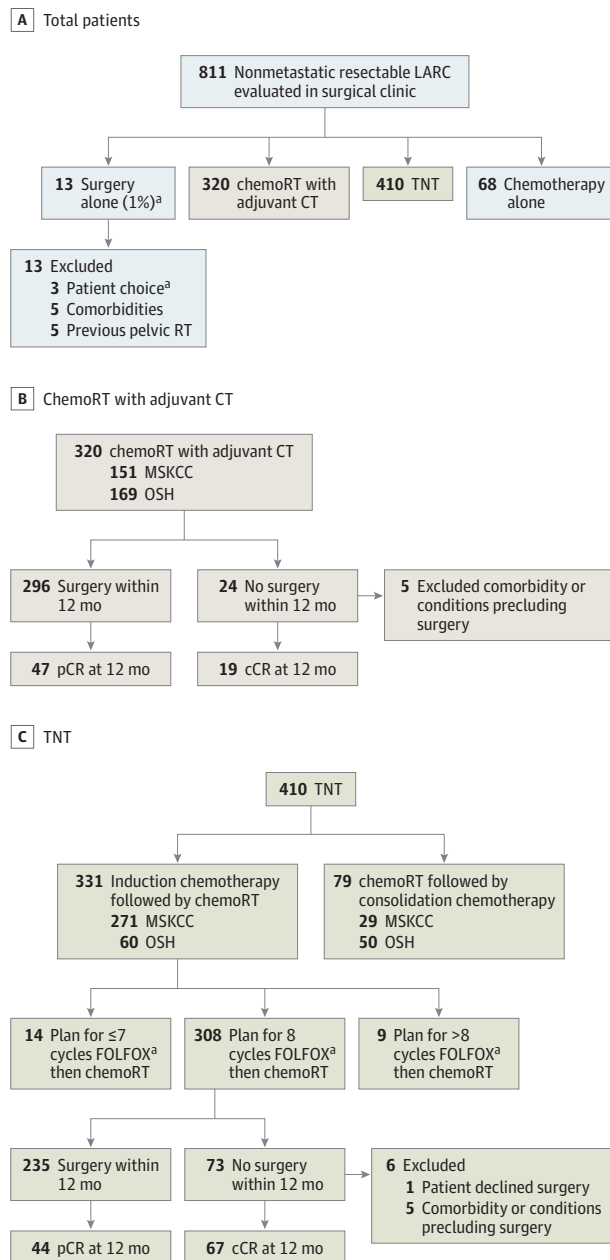 A Total patients
811 Nonmetastatic resectable LARC
evaluated in surgical clinic
13 Surgery
alone (1%)a
320 chemoRT with
adjuvant CT
410 TNT
68 Chemotherapy
alone
13 Excluded
3 Patient choicea
5 Comorbidities
5 Previous pelvic RT
B ChemoRT with adjuvant CT
320 chemoRT with adjuvant CT
151 MSKCC
169 OSH
296 Surgery within
12 mo
24 No surgery
within 12 mo
5 Excluded comorbidity or
conditions precluding
surgery
47 pCR at 12 mo
19 cCR at 12 mo
C TNT
410 TNT
331 Induction chemotherapy
followed by chemoRT
271 MSKCC
60 OSH
79 chemoRT followed by
consolidation chemotherapy
29 MSKCC
50 OSH
14 Plan for ≤7
cycles FOLFOXa
then chemoRT
308 Plan for 8
cycles FOLFOXa
then chemoRT
9 Plan for >8
cycles FOLFOXa
then chemoRT
235 Surgery within
12 mo
73 No surgery
within 12 mo
6 Excluded
1 Patient declined surgery
5 Comorbidity or conditions
precluding surgery
44 pCR at 12 mo
67 cCR at 12 mo